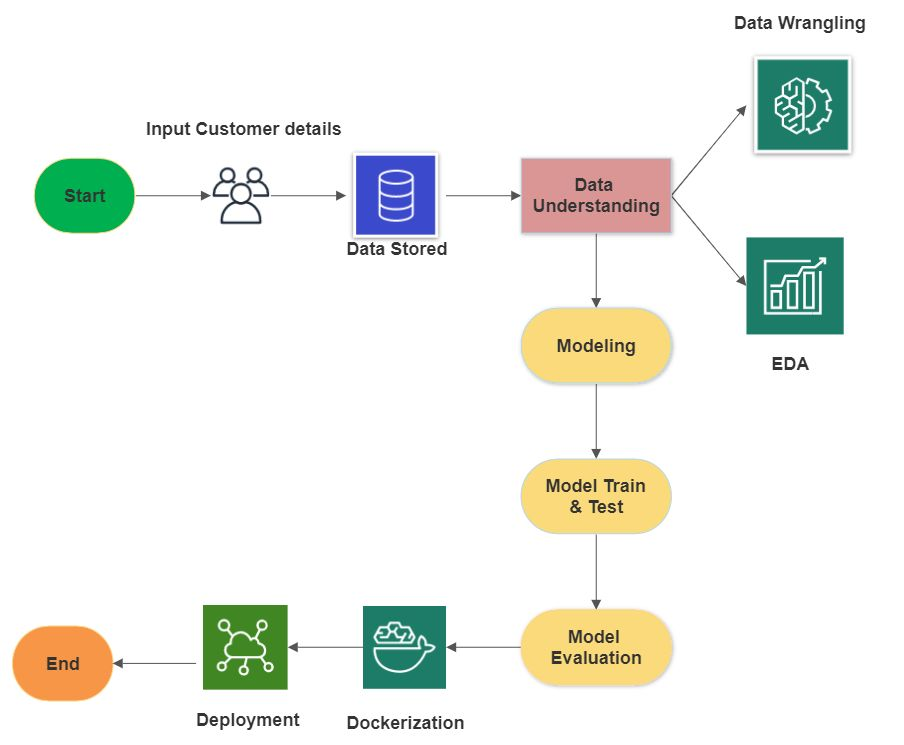 Data Wrangling
Input Customer details
Start
Data
Understanding
Data Stored
Modeling
EDA
Model Train
& Test
Model
Evaluation
End
Deployment
Dockerization